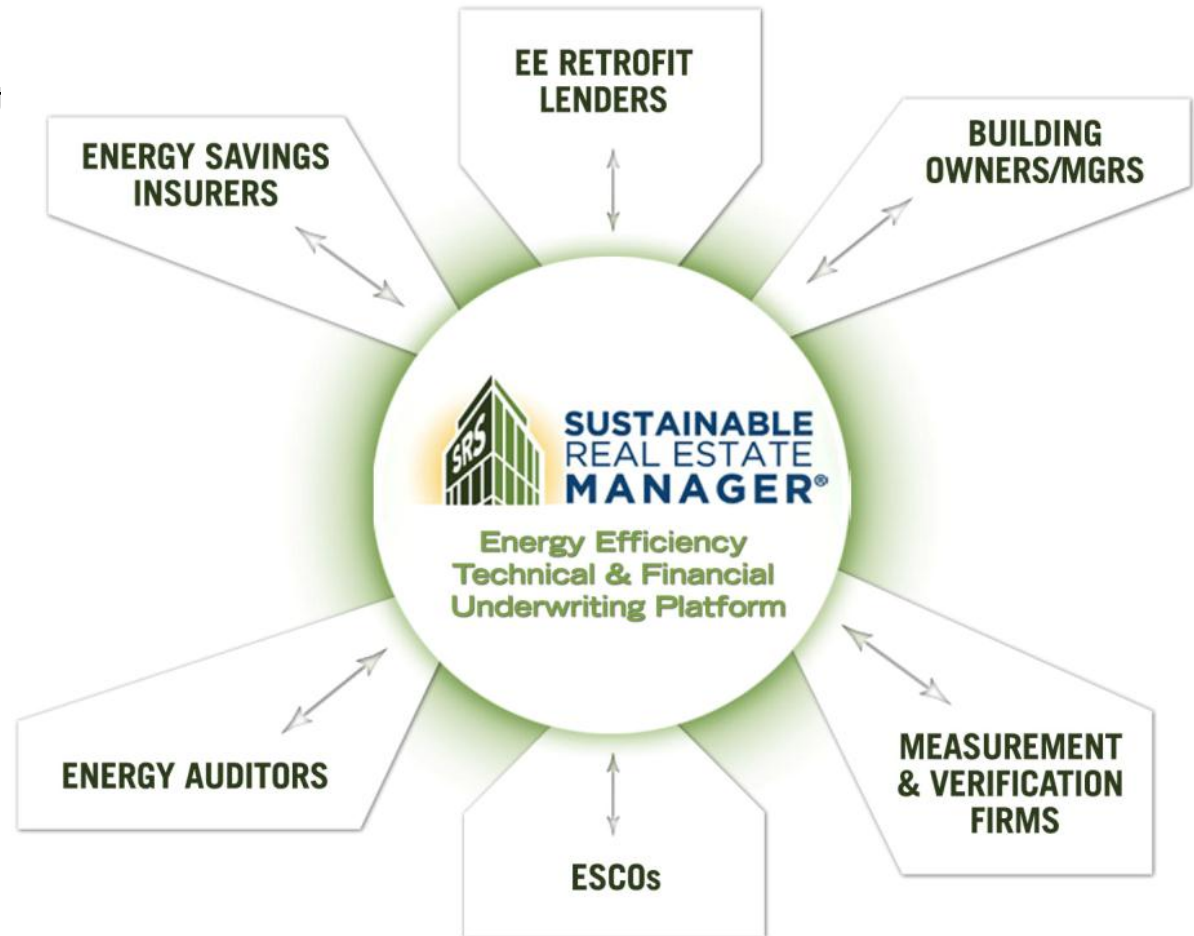 EE RETROFIT
LENDERS
ENERGY SAVINGS
INSURERS
BUILDING
OWNERS/MGRS
SRS
SUSTAINABLE
REAL ESTATE
MANAGER®
Energy Efficiency
Technical & Financial
Underwriting Platform
ENERGY AUDITORS
MEASUREMENT
& VERIFICATION
FIRMS
ESCOs